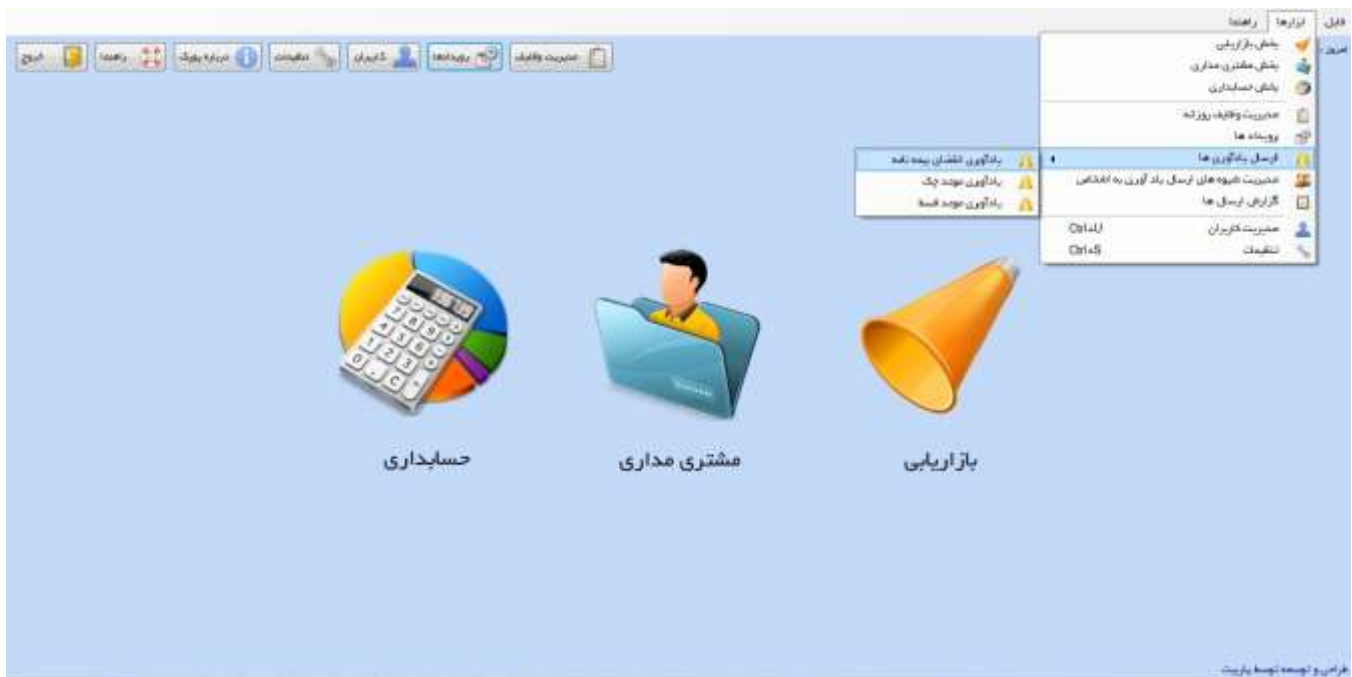 فایل ابزارها راهنما
امروز :
مدیریت وظایف رویدادها کاربران تنظیمات درباره راهنما خروج
بخش بازاریابی
بخش مشتری مداری
بخش حسابداری
مدیریت وظایف روزانه
رویداد ها
ارسال یادآوری ها
مدیریت شیوه های ارسال یاد آوری به اشخاص
گزارش ارسال ها
مدیریت کاربران Ctrl+U
تنظیمات Ctrl+S
یادآوری انقضای بیمه نامه
یادآوری موعد چک
یادآوری موعد قسط
بازاریابی
مشتری مداری
حسابداری
طراحی و توسعه توسط پاربیت